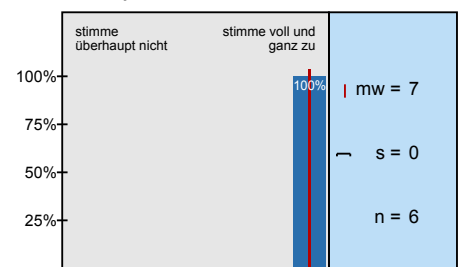 stimme
überhaupt nicht
stimme voll und
ganz zu
100%
100%
mw = 7
75%
50%
s = 0
25%
n = 6